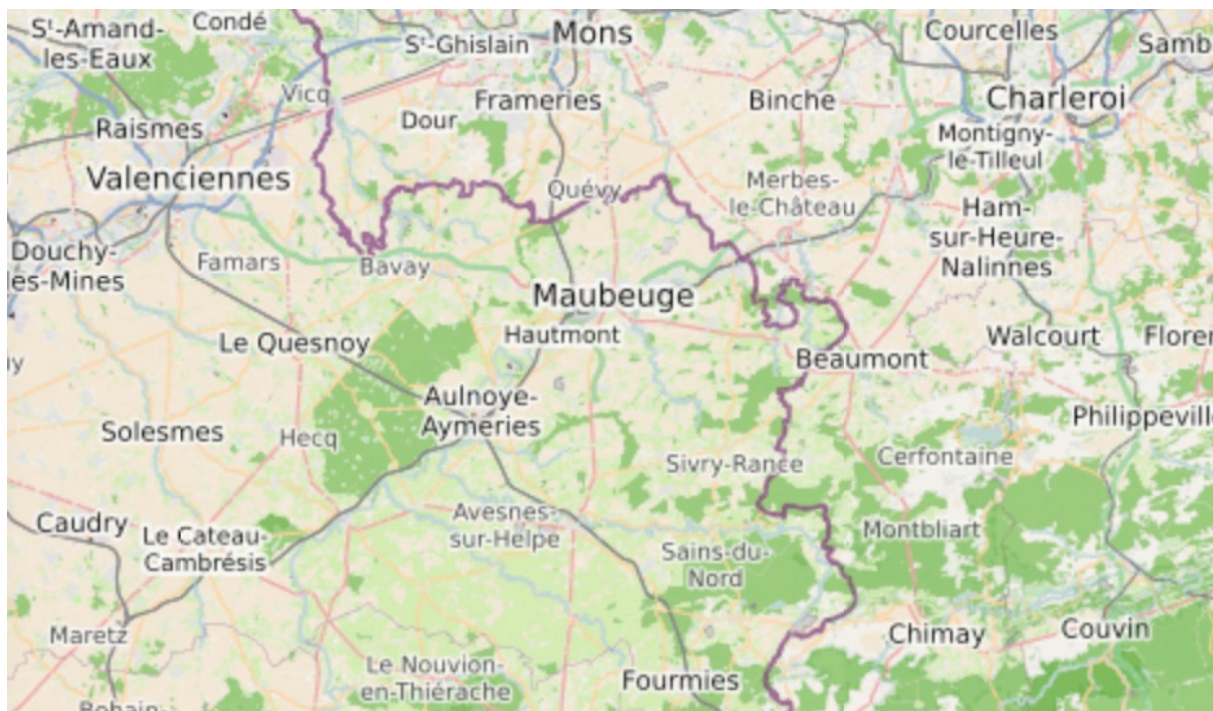 Condé
Sᵗ-Amand-
les-Eaux
Sᵗ-Ghislain
Mons
Courcelles
Samb
Vicq
Frameries
Binche
Charleroi
Raismes
Dour
Montigny-
le-Tilleul
Valenciennes
Quévy
Merbes-
le-Château
Ham-
sur-Heure-
Nalinnes
Douchy-
les-Mines
Famars
Bavay
Maubeuge
Le Quesnoy
Hautmont
Walcourt
Floren
Beaumont
Aulnoye-
Aymeries
Philippeville
Solesmes
Hecq
Sivry-Rance
Cerfontaine
Caudry
Le Cateau-
Cambrésis
Avesnes-
sur-Helpe
Montbliart
Sains-du-
Nord
Maretz
Chimay
Couvin
Le Nouvion-
en-Thiérache
Fourmies
Bohain-